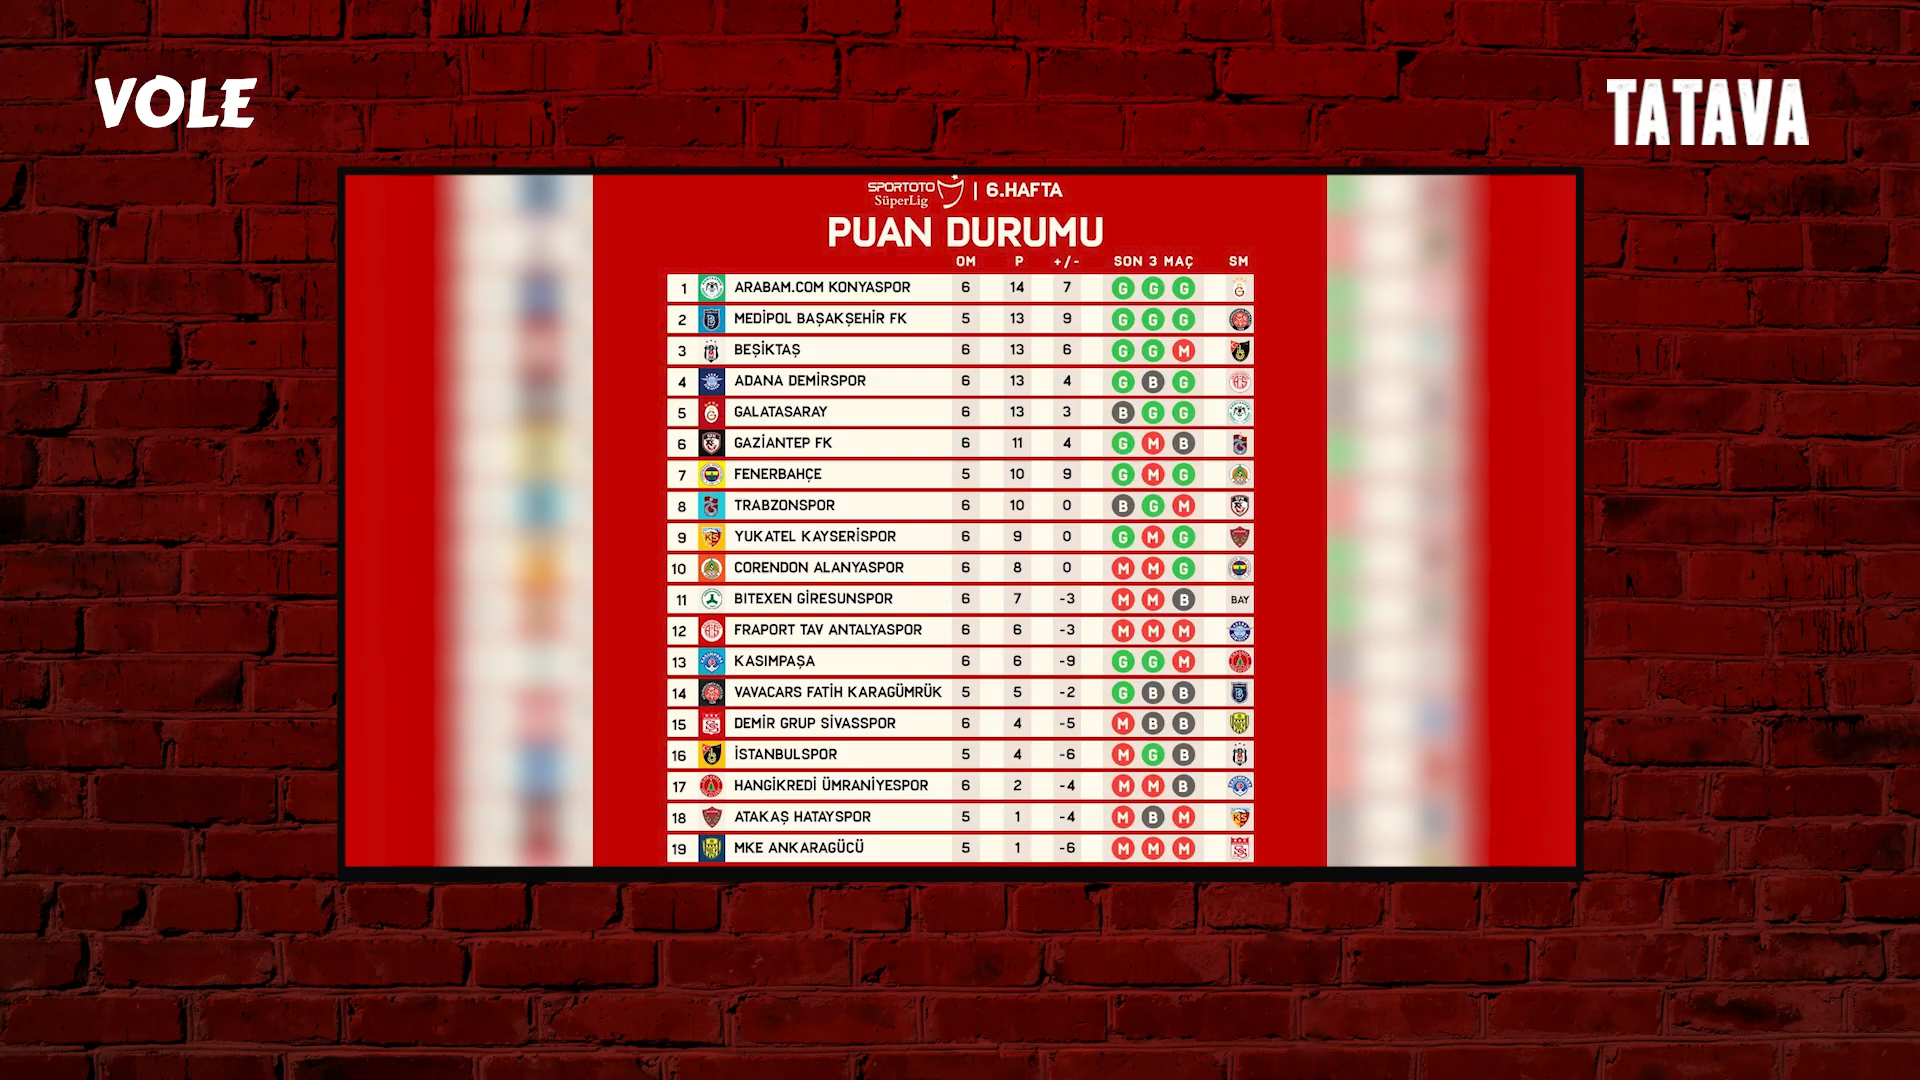 VOLE
TATAVA
SPORTOTO SüperLig | 6.HAFTA
PUAN DURUMU
OM P +/- SON 3 MAÇ SM
1 ARABAM.COM KONYASPOR 6 14 7 G G G
2 MEDİPOL BAŞAKŞEHİR FK 5 13 9 G G G
3 BEŞİKTAŞ 6 13 6 G G M
4 ADANA DEMİRSPOR 6 13 4 G B G
5 GALATASARAY 6 13 3 B G G
6 GAZİANTEP FK 6 11 4 G M B
7 FENERBAHÇE 5 10 9 G M G
8 TRABZONSPOR 6 10 0 B G M
9 YUKATEL KAYSERİSPOR 6 9 0 G M G
10 CORENDON ALANYASPOR 6 8 0 M M G
11 BITEXEN GİRESUNSPOR 6 7 -3 M M B BAY
12 FRAPORT TAV ANTALYASPOR 6 6 -3 M M M
13 KASIMPAŞA 6 6 -9 G G M
14 VAVACARS FATİH KARAGÜMRÜK 5 5 -2 G B B
15 DEMİR GRUP SİVASSPOR 6 4 -5 M B B
16 İSTANBULSPOR 5 4 -6 M G B
17 HANGİKREDİ ÜMRANİYESPOR 6 2 -4 M M B
18 ATAKAŞ HATAYSPOR 5 1 -4 M B M
19 MKE ANKARAGÜCÜ 5 1 -6 M M M